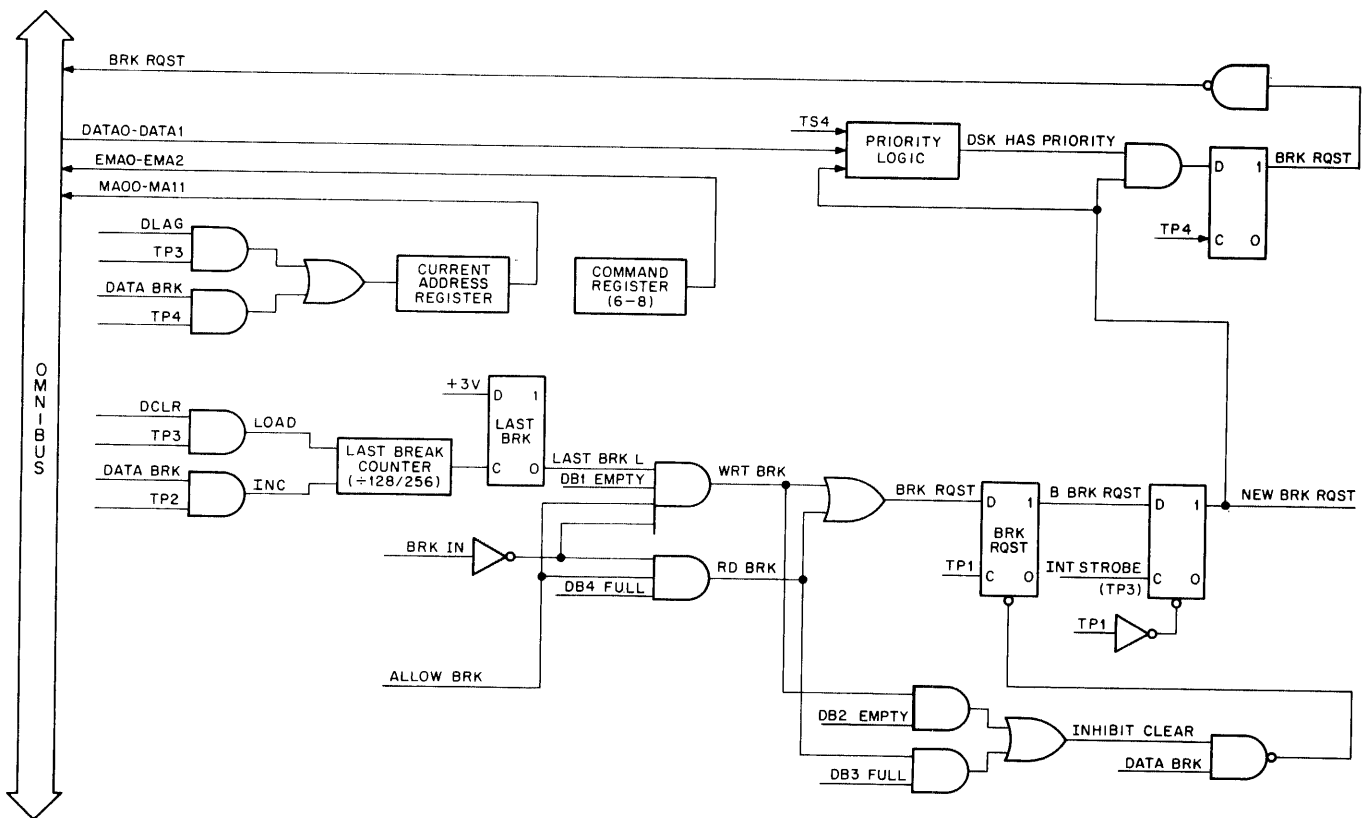 OMNIBUS
BRK RQST
DATA0-DATA1
EMA0-EMA2
MA00-MA11
TS4
PRIORITY
LOGIC
DSK HAS PRIORITY
D 1
BRK RQST
TP4
C 0
DLAG
TP3
DATA BRK
TP4
CURRENT
ADDRESS
REGISTER
COMMAND
REGISTER
(6-8)
DCLR
TP3
LOAD
DATA BRK
TP2
INC
LAST BREAK
COUNTER
(÷128/256)
+3V
D 1
LAST
BRK
C 0
LAST BRK L
DB1 EMPTY
WRT BRK
BRK IN
DB4 FULL
RD BRK
ALLOW BRK
BRK RQST
D 1
BRK
RQST
TP1
C 0
B BRK RQST
D 1
INT STROBE
(TP3)
C 0
TP1
NEW BRK RQST
DB2 EMPTY
DB3 FULL
INHIBIT CLEAR
DATA BRK